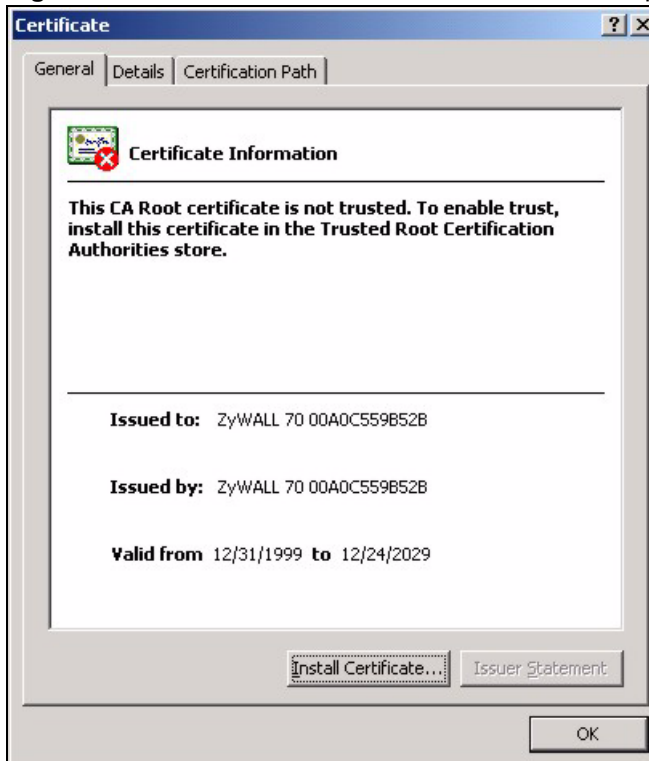 Certificate
General Details Certification Path
Certificate Information
This CA Root certificate is not trusted. To enable trust,
install this certificate in the Trusted Root Certification
Authorities store.
Issued to: ZyWALL 70 00A0C559B52B
Issued by: ZyWALL 70 00A0C559B52B
Valid from 12/31/1999 to 12/24/2029
Install Certificate... Issuer Statement
OK